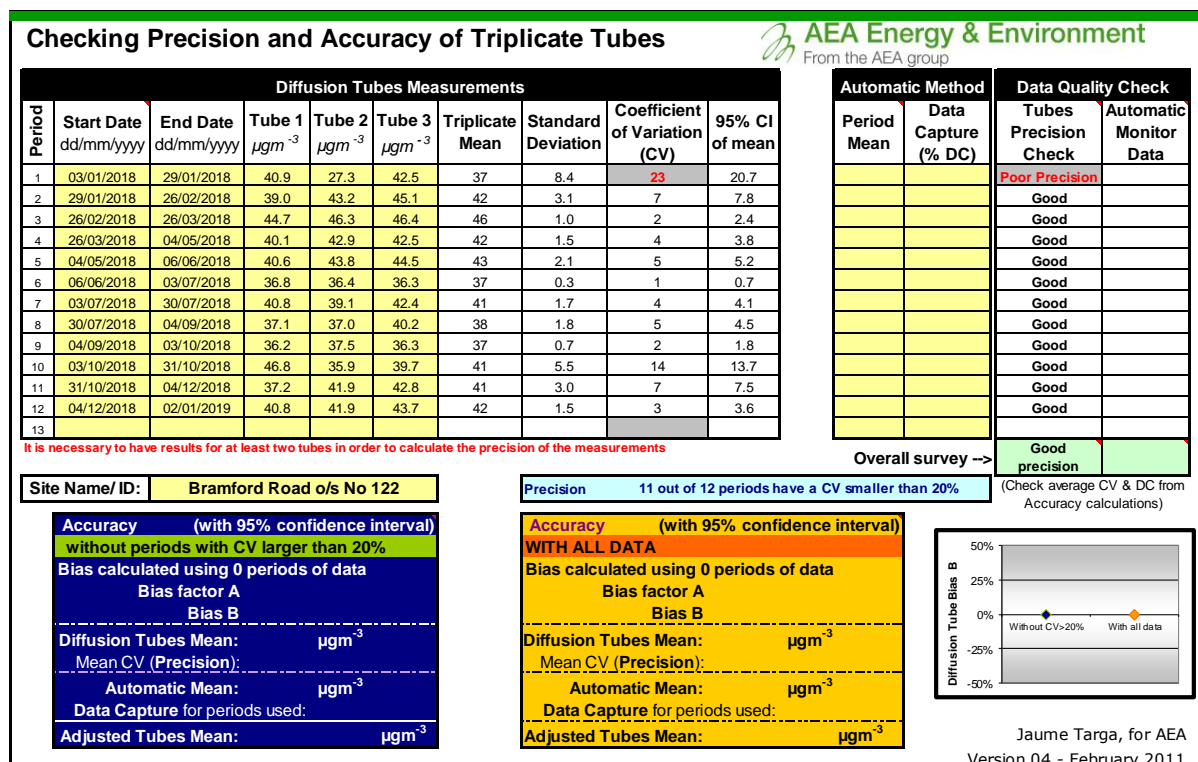 Checking Precision and Accuracy of Triplicate Tubes
AEA Energy & Environment
From the AEA group
Diffusion Tubes Measurements
Automatic Method
Data Quality Check
Period
Start Date dd/mm/yyyy
End Date dd/mm/yyyy
Tube 1 µgm-3
Tube 2 µgm-3
Tube 3 µgm-3
Triplicate Mean
Standard Deviation
Coefficient of Variation (CV)
95% CI of mean
Period Mean
Data Capture (% DC)
Tubes Precision Check
Automatic Monitor Data
1 03/01/2018 29/01/2018 40.9 27.3 42.5 37 8.4 23 20.7 Poor Precision
2 29/01/2018 26/02/2018 39.0 43.2 45.1 42 3.1 7 7.8 Good
3 26/02/2018 26/03/2018 44.7 46.3 46.4 46 1.0 2 2.4 Good
4 26/03/2018 04/05/2018 40.1 42.9 42.5 42 1.5 4 3.8 Good
5 04/05/2018 06/06/2018 40.6 43.8 44.5 43 2.1 5 5.2 Good
6 06/06/2018 03/07/2018 36.8 36.4 36.3 37 0.3 1 0.7 Good
7 03/07/2018 30/07/2018 40.8 39.1 42.4 41 1.7 4 4.1 Good
8 30/07/2018 04/09/2018 37.1 37.0 40.2 38 1.8 5 4.5 Good
9 04/09/2018 03/10/2018 36.2 37.5 36.3 37 0.7 2 1.8 Good
10 03/10/2018 31/10/2018 46.8 35.9 39.7 41 5.5 14 13.7 Good
11 31/10/2018 04/12/2018 37.2 41.9 42.8 41 3.0 7 7.5 Good
12 04/12/2018 02/01/2019 40.8 41.9 43.7 42 1.5 3 3.6 Good
13
It is necessary to have results for at least two tubes in order to calculate the precision of the measurements
Overall survey -->
Good precision
Site Name/ ID: Bramford Road o/s No 122
Precision 11 out of 12 periods have a CV smaller than 20%
(Check average CV & DC from
Accuracy calculations)
Accuracy (with 95% confidence interval)
without periods with CV larger than 20%
Bias calculated using 0 periods of data
Bias factor A
Bias B
Diffusion Tubes Mean: µgm-3
Mean CV (Precision):
Automatic Mean: µgm-3
Data Capture for periods used:
Adjusted Tubes Mean: µgm-3
Accuracy (with 95% confidence interval)
WITH ALL DATA
Bias calculated using 0 periods of data
Bias factor A
Bias B
Diffusion Tubes Mean: µgm-3
Mean CV (Precision):
Automatic Mean: µgm-3
Data Capture for periods used:
Adjusted Tubes Mean: µgm-3
Diffusion Tube Bias B
50%
25%
0%
-25%
-50%
Without CV>20%
With all data
Jaume Targa, for AEA
Version 04 - February 2011